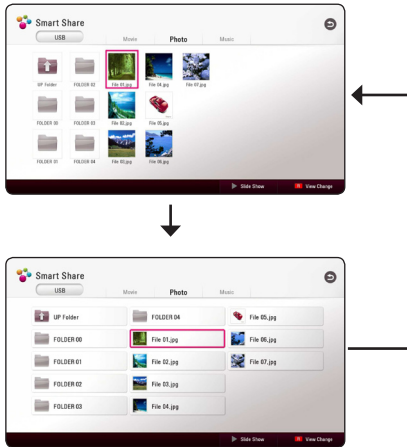 Smart Share
USB Movie Photo Music
UP Folder FOLDER 02 File 01.jpg File 04.jpg File 07.jpg
FOLDER 00 FOLDER 03 File 02.jpg File 05.jpg
FOLDER 01 FOLDER 04 File 03.jpg File 06.jpg
Slide Show R View Change
Smart Share
USB Movie Photo Music
UP Folder FOLDER 04 File 05.jpg
FOLDER 00 File 01.jpg File 06.jpg
FOLDER 01 File 02.jpg File 07.jpg
FOLDER 02 File 03.jpg
FOLDER 03 File 04.jpg
Slide Show R View Change